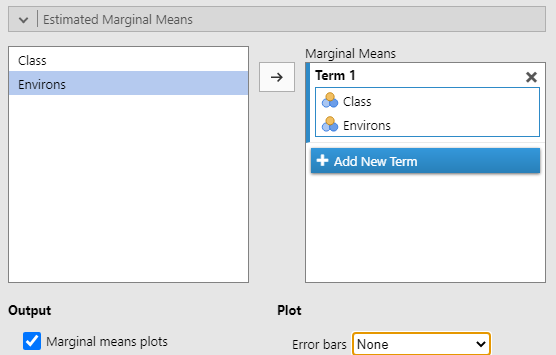 Estimated Marginal Means
Class
Environs
Marginal Means
Term 1
Class
Environs
Add New Term
Output
Marginal means plots
Plot
Error bars None